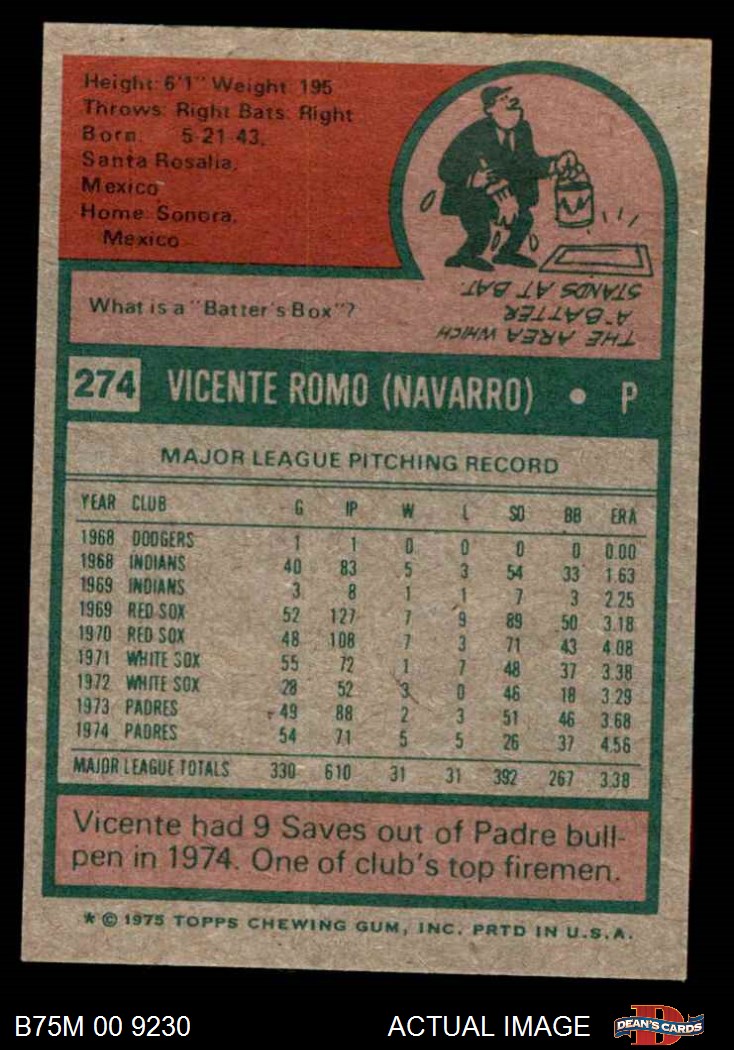 Height: 6'1" Weight: 195
Throws: Right Bats: Right
Born: 5-21-43,
Santa Rosalia,
Mexico
Home: Sonora,
Mexico
What is a "Batter's Box"?
THE AREA WHICH
A BATTER
STANDS AT BAT.
274 VICENTE ROMO (NAVARRO) • P
MAJOR LEAGUE PITCHING RECORD
YEAR CLUB G IP W L SO BB ERA
1968 DODGERS 1 1 0 0 0 0 0.00
1968 INDIANS 40 83 5 3 54 33 1.63
1969 INDIANS 3 8 1 1 7 3 2.25
1969 RED SOX 52 127 7 9 89 50 3.18
1970 RED SOX 48 108 7 3 71 43 4.08
1971 WHITE SOX 55 72 1 7 48 37 3.38
1972 WHITE SOX 28 52 3 0 46 18 3.29
1973 PADRES 49 88 2 3 51 46 3.68
1974 PADRES 54 71 5 5 26 37 4.56
MAJOR LEAGUE TOTALS 330 610 31 31 392 267 3.38
Vicente had 9 Saves out of Padre bull-
pen in 1974. One of club's top firemen.
* © 1975 TOPPS CHEWING GUM, INC. PRTD IN U.S.A.
B75M 00 9230 ACTUAL IMAGE D DEAN'S CARDS